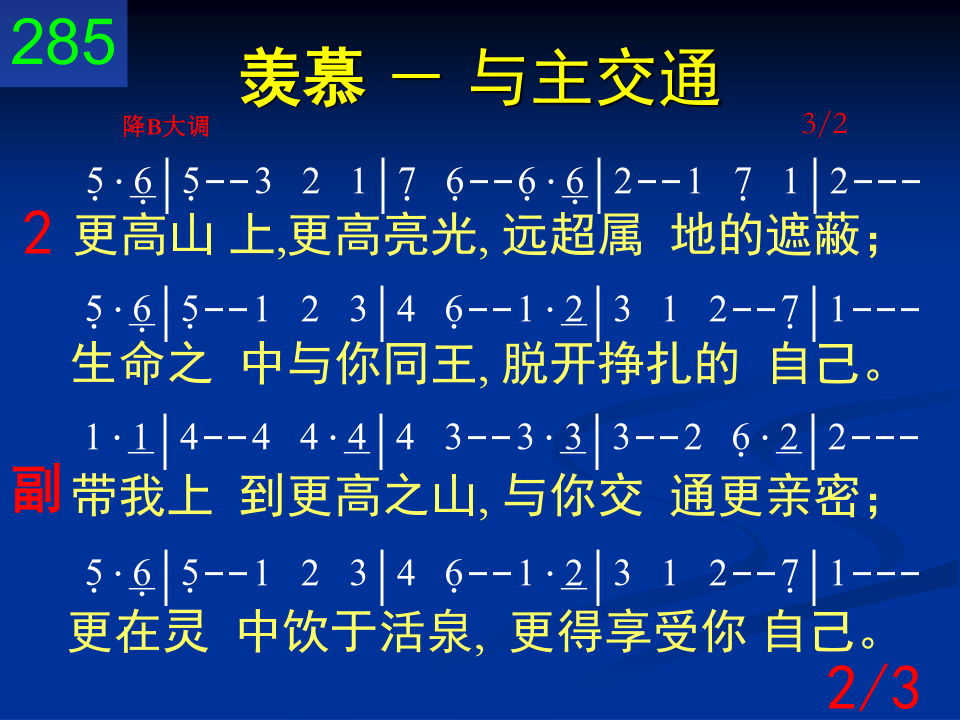 285
羡慕 － 与主交通
降B大调 3/2
5 · 6 | 5 - - 3 2 1 | 7 6 - - 6 · 6 | 2 - - 1 7 1 | 2 - - -
2 更高山 上,更高亮光, 远超属 地的遮蔽；
5 · 6 | 5 - - 1 2 3 | 4 6 - - 1 · 2 | 3 1 2 - - 7 | 1 - - -
生命之 中与你同王, 脱开挣扎的 自己。
1 · 1 | 4 - - 4 4 · 4 | 4 3 - - 3 · 3 | 3 - - 2 6 · 2 | 2 - - -
副 带我上 到更高之山, 与你交 通更亲密；
5 · 6 | 5 - - 1 2 3 | 4 6 - - 1 · 2 | 3 1 2 - - 7 | 1 - - -
更在灵 中饮于活泉, 更得享受你 自己。
2/3